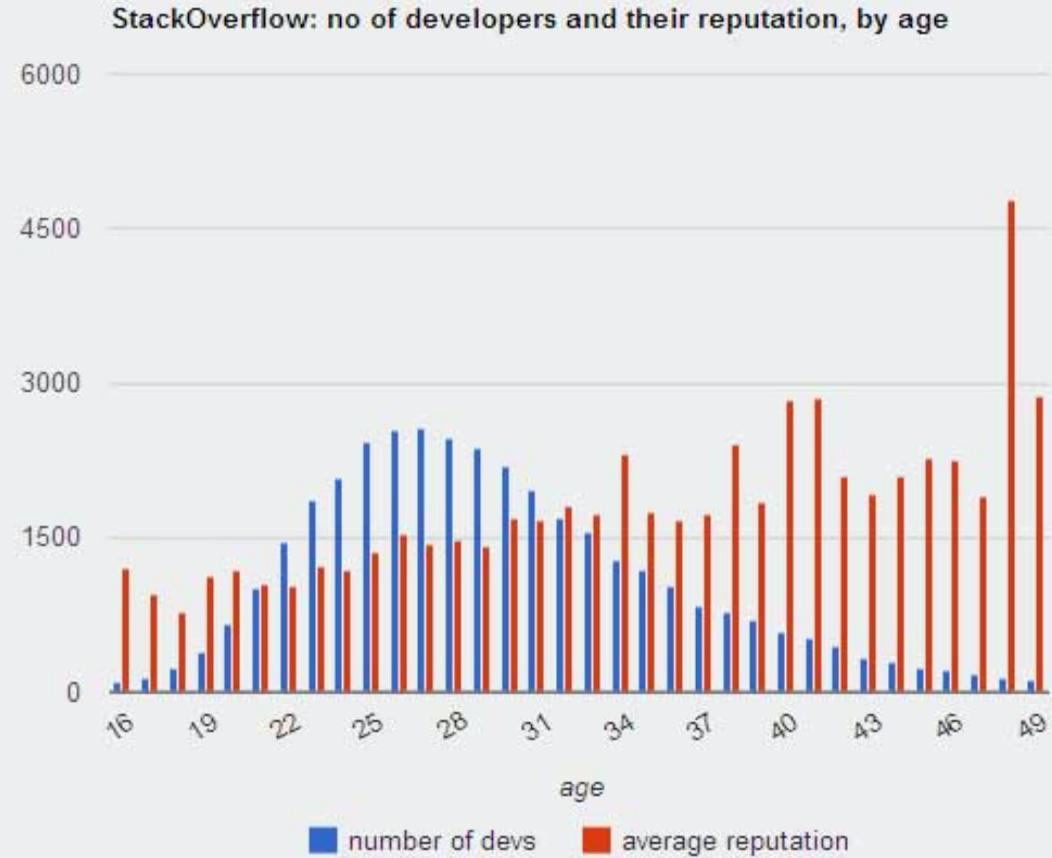 StackOverflow: no of developers and their reputation, by age
6000
4500
3000
1500
0
16 19 22 25 28 31 34 37 40 43 46 49
age
number of devs average reputation